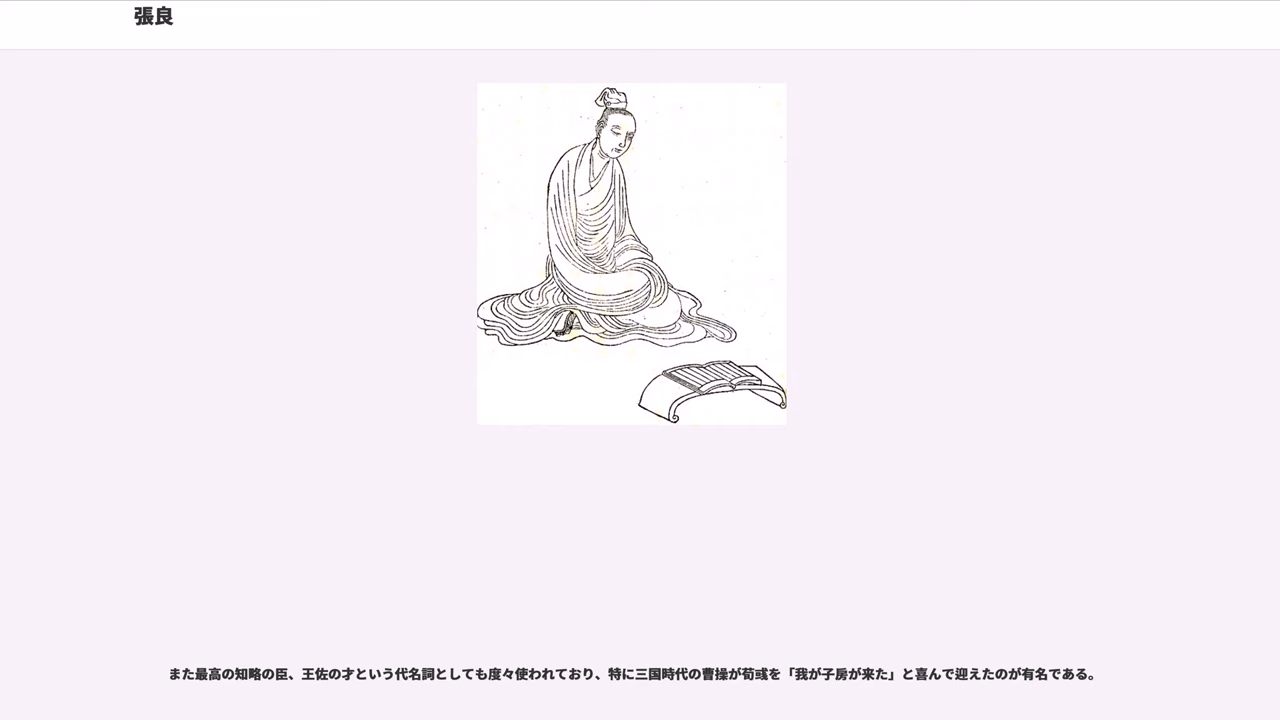 張良
また最高の知略の臣、王佐の才という代名詞としても度々使われており、特に三国時代の曹操が荀彧を「我が子房が来た」と喜んで迎えたのが有名である。